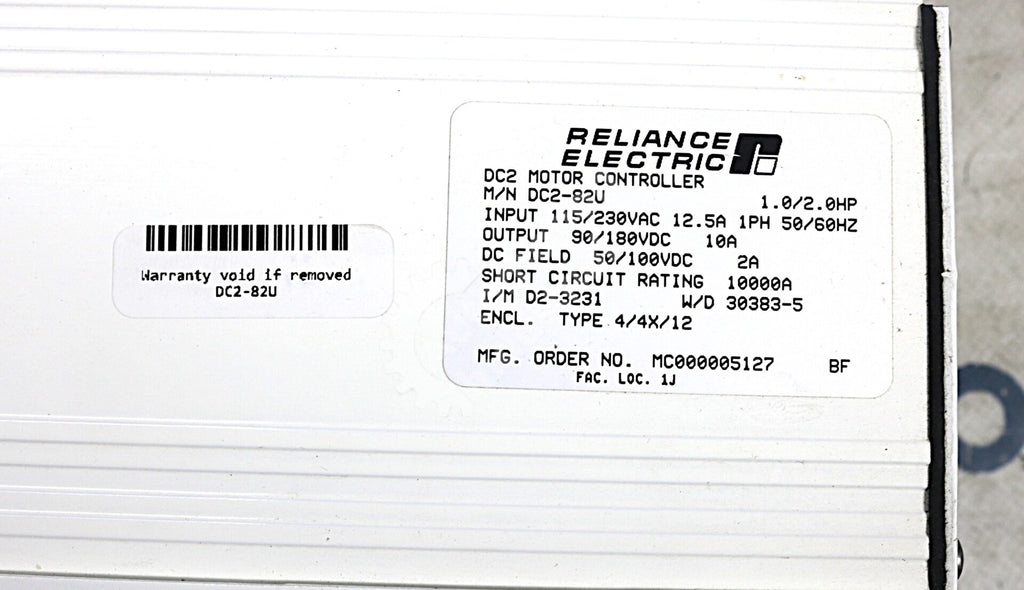 RELIANCE
ELECTRIC
DC2 MOTOR CONTROLLER
M/N DC2-82U 1.0/2.0HP
INPUT 115/230VAC 12.5A 1PH 50/60HZ
OUTPUT 90/180VDC 10A
DC FIELD 50/100VDC 2A
SHORT CIRCUIT RATING 10000A
I/M D2-3231 W/D 30383-5
ENCL. TYPE 4/4X/12
MFG. ORDER NO. MC000005127 BF
FAC. LOC. 1J
Warranty void if removed
DC2-82U